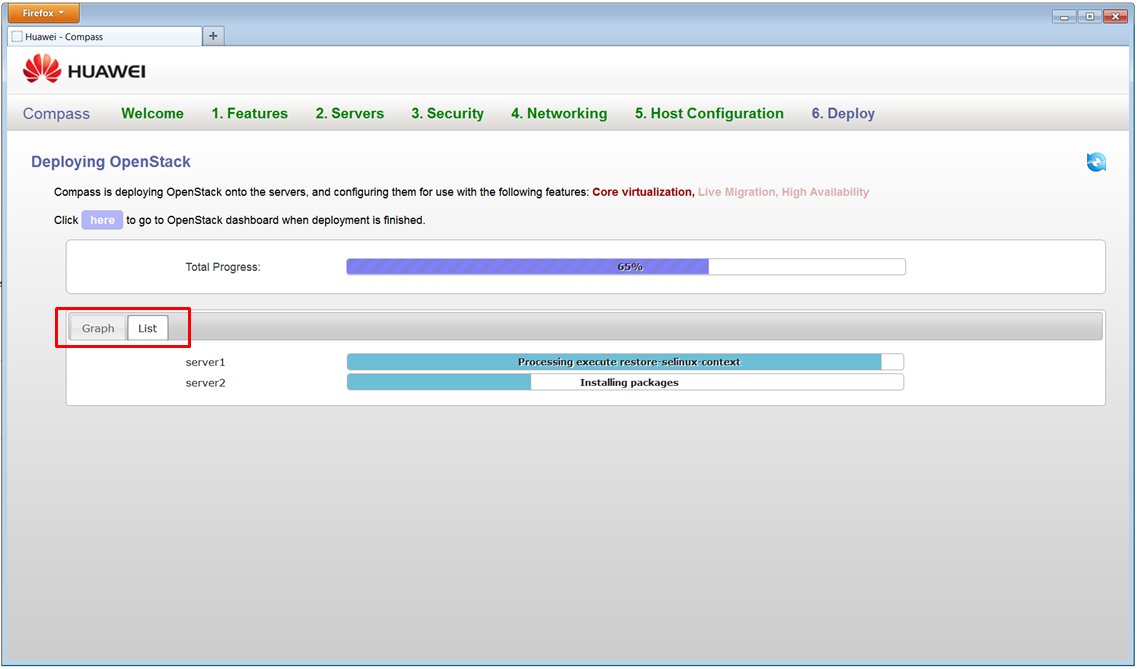 Firefox
Huawei - Compass
+
HUAWEI
Compass Welcome 1. Features 2. Servers 3. Security 4. Networking 5. Host Configuration 6. Deploy
Deploying OpenStack
Compass is deploying OpenStack onto the servers, and configuring them for use with the following features: Core virtualization, Live Migration, High Availability
Click here to go to OpenStack dashboard when deployment is finished.
Total Progress: 65%
Graph List
server1 Processing execute restore-selinux-context
server2 Installing packages